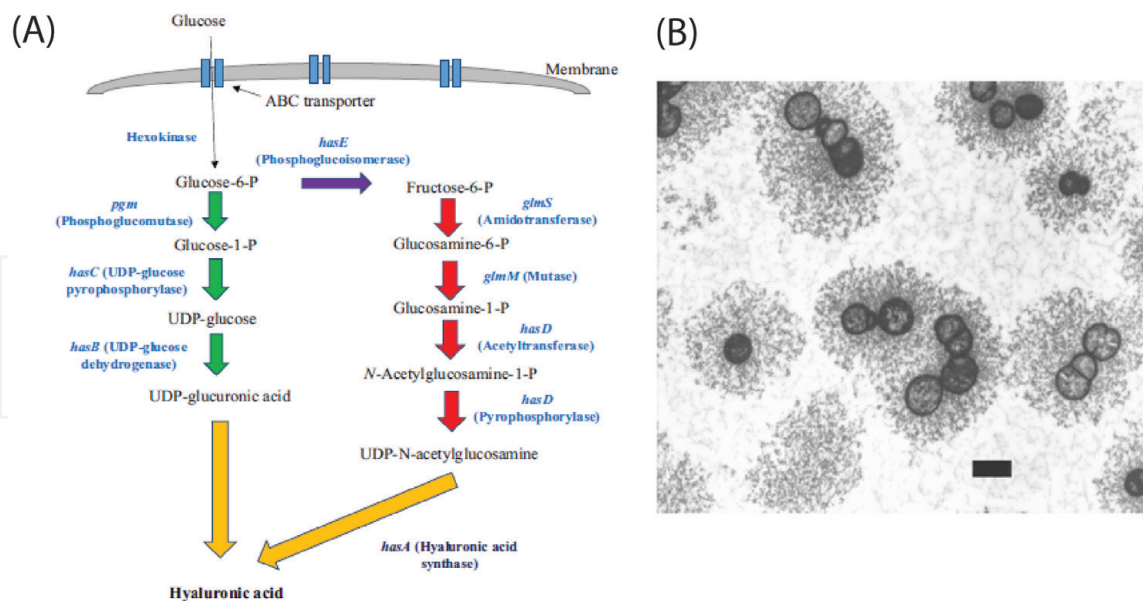 (A)
Glucose
Membrane
ABC transporter
Hexokinase
hasE
(Phosphoglucoisomerase)
Glucose-6-P
Fructose-6-P
pgm
(Phosphoglucomutase)
glmS
(Amidotransferase)
Glucose-1-P
Glucosamine-6-P
hasC (UDP-glucose
pyrophosphorylase)
glmM (Mutase)
Glucosamine-1-P
UDP-glucose
hasD
(Acetyltransferase)
hasB (UDP-glucose
dehydrogenase)
N-Acetylglucosamine-1-P
UDP-glucuronic acid
hasD
(Pyrophosphorylase)
UDP-N-acetylglucosamine
hasA (Hyaluronic acid
synthase)
Hyaluronic acid
(B)